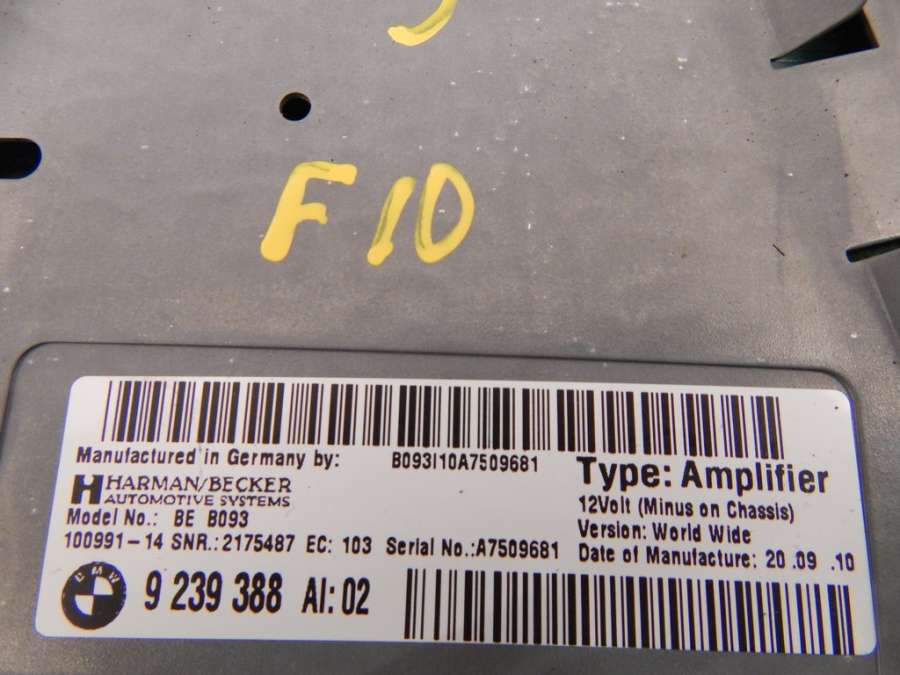 F10
B093I10A7509681
Manufactured in Germany by:
HARMAN/BECKER
AUTOMOTIVE SYSTEMS
Model No.: BE B093
100991-14 SNR.: 2175487 EC: 103 Serial No.: A7509681
Type: Amplifier
12Volt (Minus on Chassis)
Version: World Wide
Date of Manufacture: 20 .09 .10
BMW
9 239 388 AI: 02